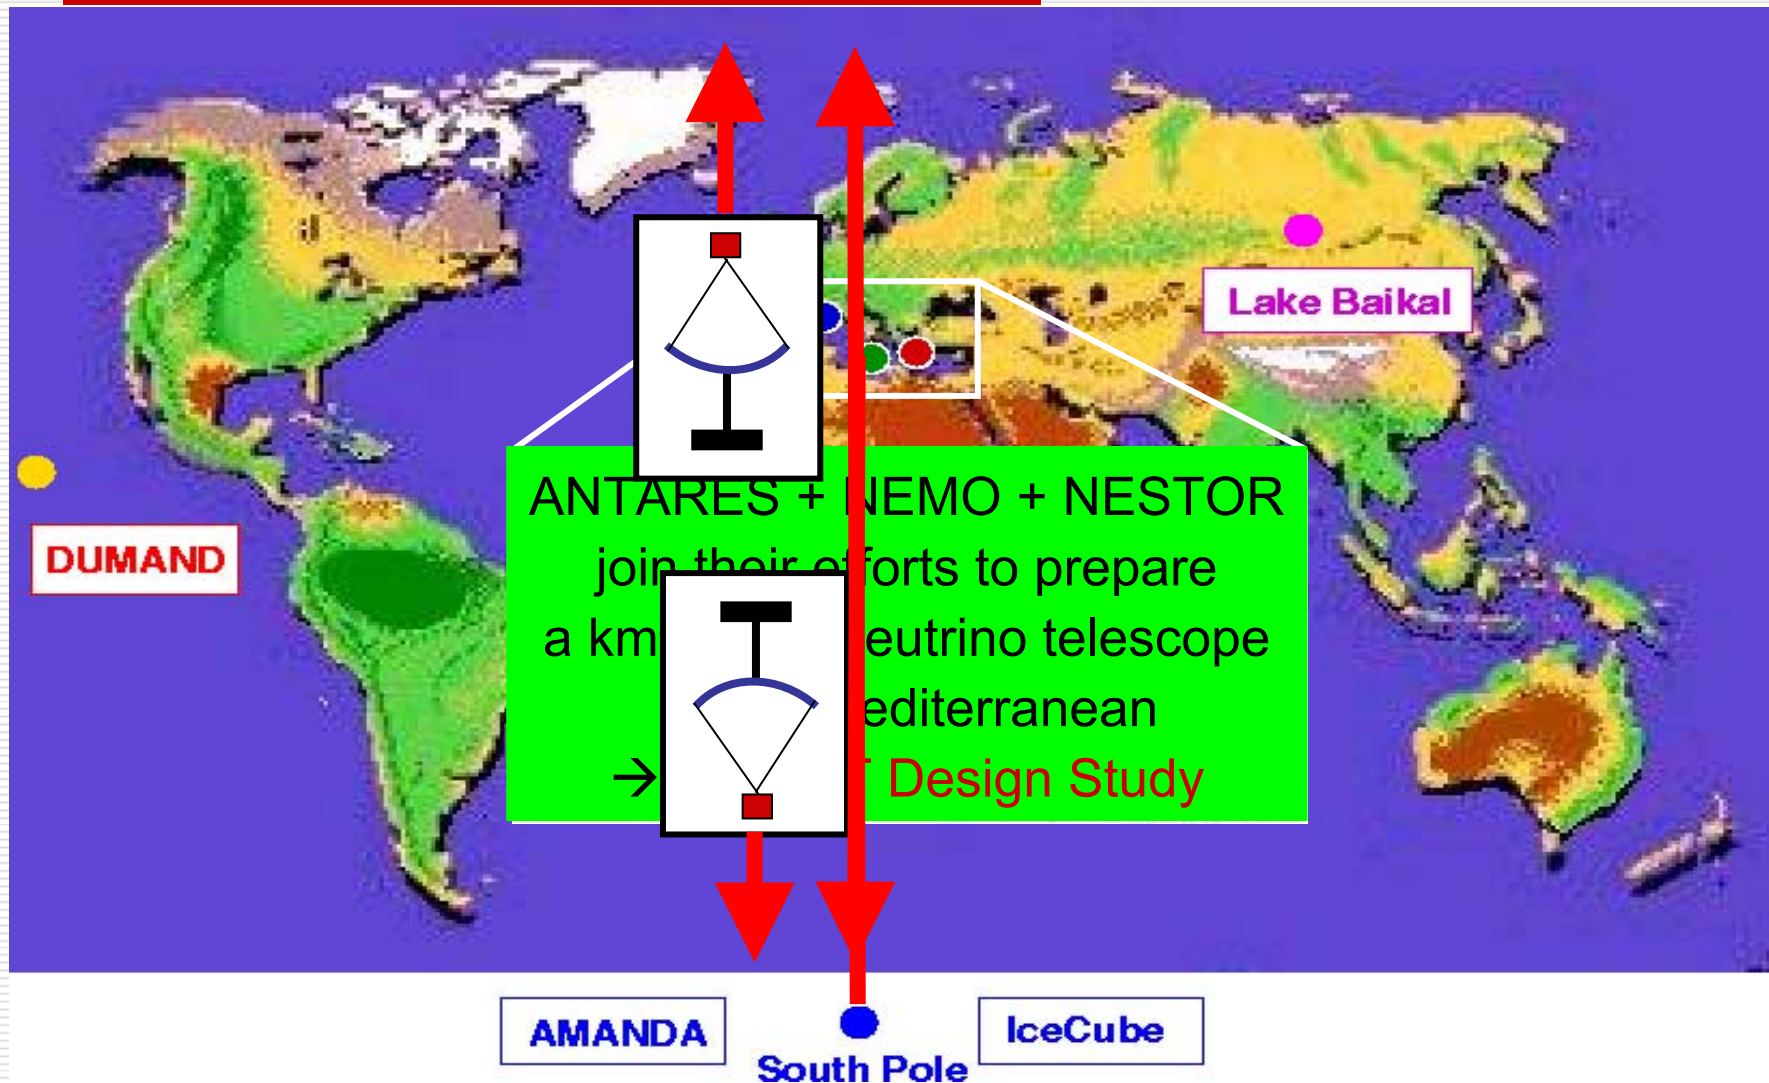 Lake Baikal
ANTARES + NEMO + NESTOR
join their efforts to prepare
a km eutrino telescope
editerranean
→ Design Study
DUMAND
AMANDA
IceCube
South Pole